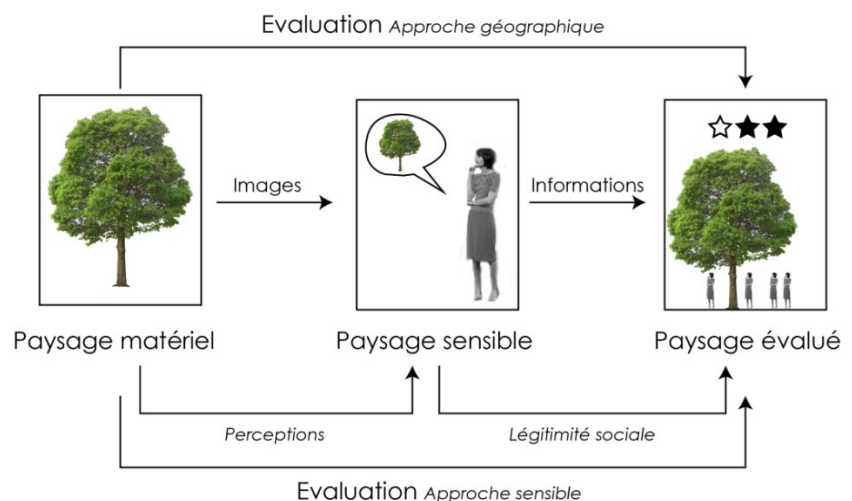 Evaluation Approche géographique
Images
Informations
Paysage matériel
Paysage sensible
Paysage évalué
Perceptions
Légitimité sociale
Evaluation Approche sensible